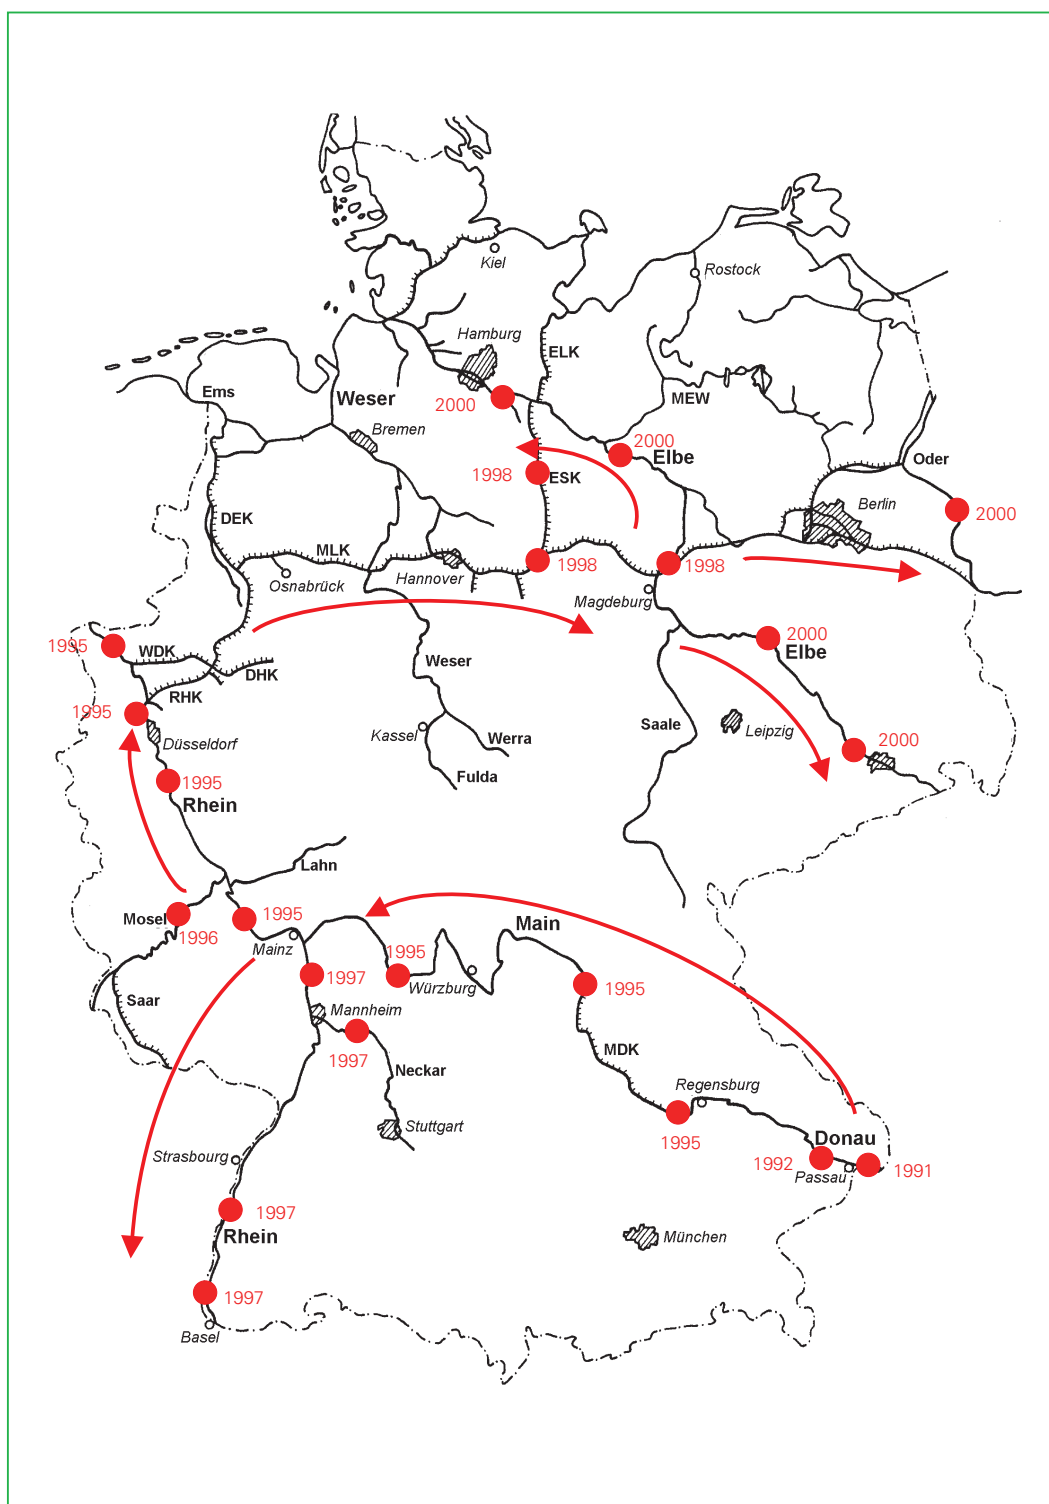 Kiel
Rostock
Hamburg
ELK
Ems
Weser
2000
MEW
Bremen
2000
Elbe
Oder
1998
ESK
Berlin
2000
DEK
MLK
Hannover
1998
1998
Osnabrück
Magdeburg
1995
WDK
2000
Elbe
Weser
DHK
RHK
1995
Düsseldorf
Kassel
Werra
Saale
Leipzig
2000
Fulda
1995
Rhein
Lahn
Mosel
1996
1995
Mainz
Main
1995
1997
Würzburg
1995
Saar
Mannheim
1997
MDK
Neckar
Regensburg
Stuttgart
1995
Donau
1992
Passau
1991
Strasbourg
1997
Rhein
München
1997
Basel